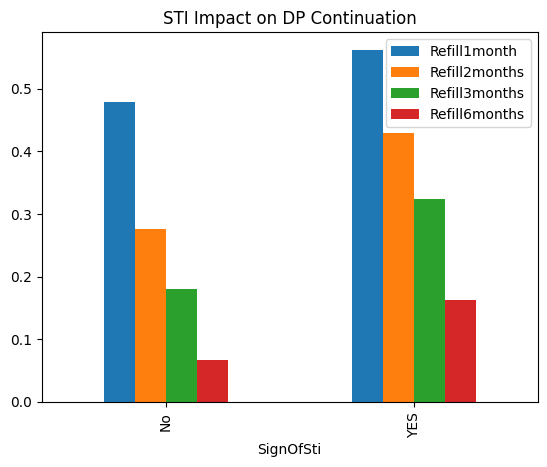 STI Impact on DP Continuation
Refill1month
Refill2months
Refill3months
Refill6months
0.5
0.4
0.3
0.2
0.1
0.0
No
YES
SignOfSti